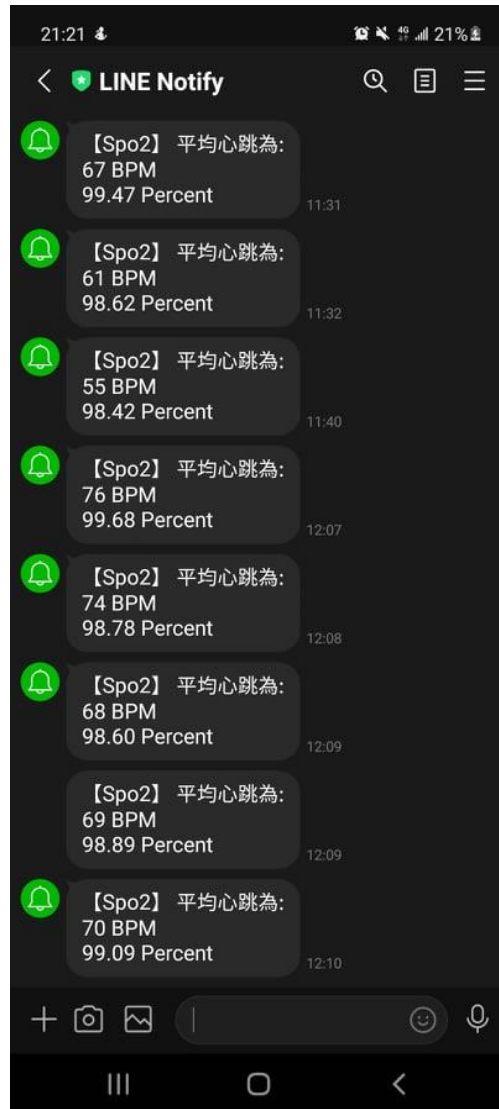 21:21
4G
21%
LINE Notify
【Spo2】 平均心跳為:
67 BPM
99.47 Percent
11:31
【Spo2】 平均心跳為:
61 BPM
98.62 Percent
11:32
【Spo2】 平均心跳為:
55 BPM
98.42 Percent
11:40
【Spo2】 平均心跳為:
76 BPM
99.68 Percent
12:07
【Spo2】 平均心跳為:
74 BPM
98.78 Percent
12:08
【Spo2】 平均心跳為:
68 BPM
98.60 Percent
12:09
【Spo2】 平均心跳為:
69 BPM
98.89 Percent
12:09
【Spo2】 平均心跳為:
70 BPM
99.09 Percent
12:10